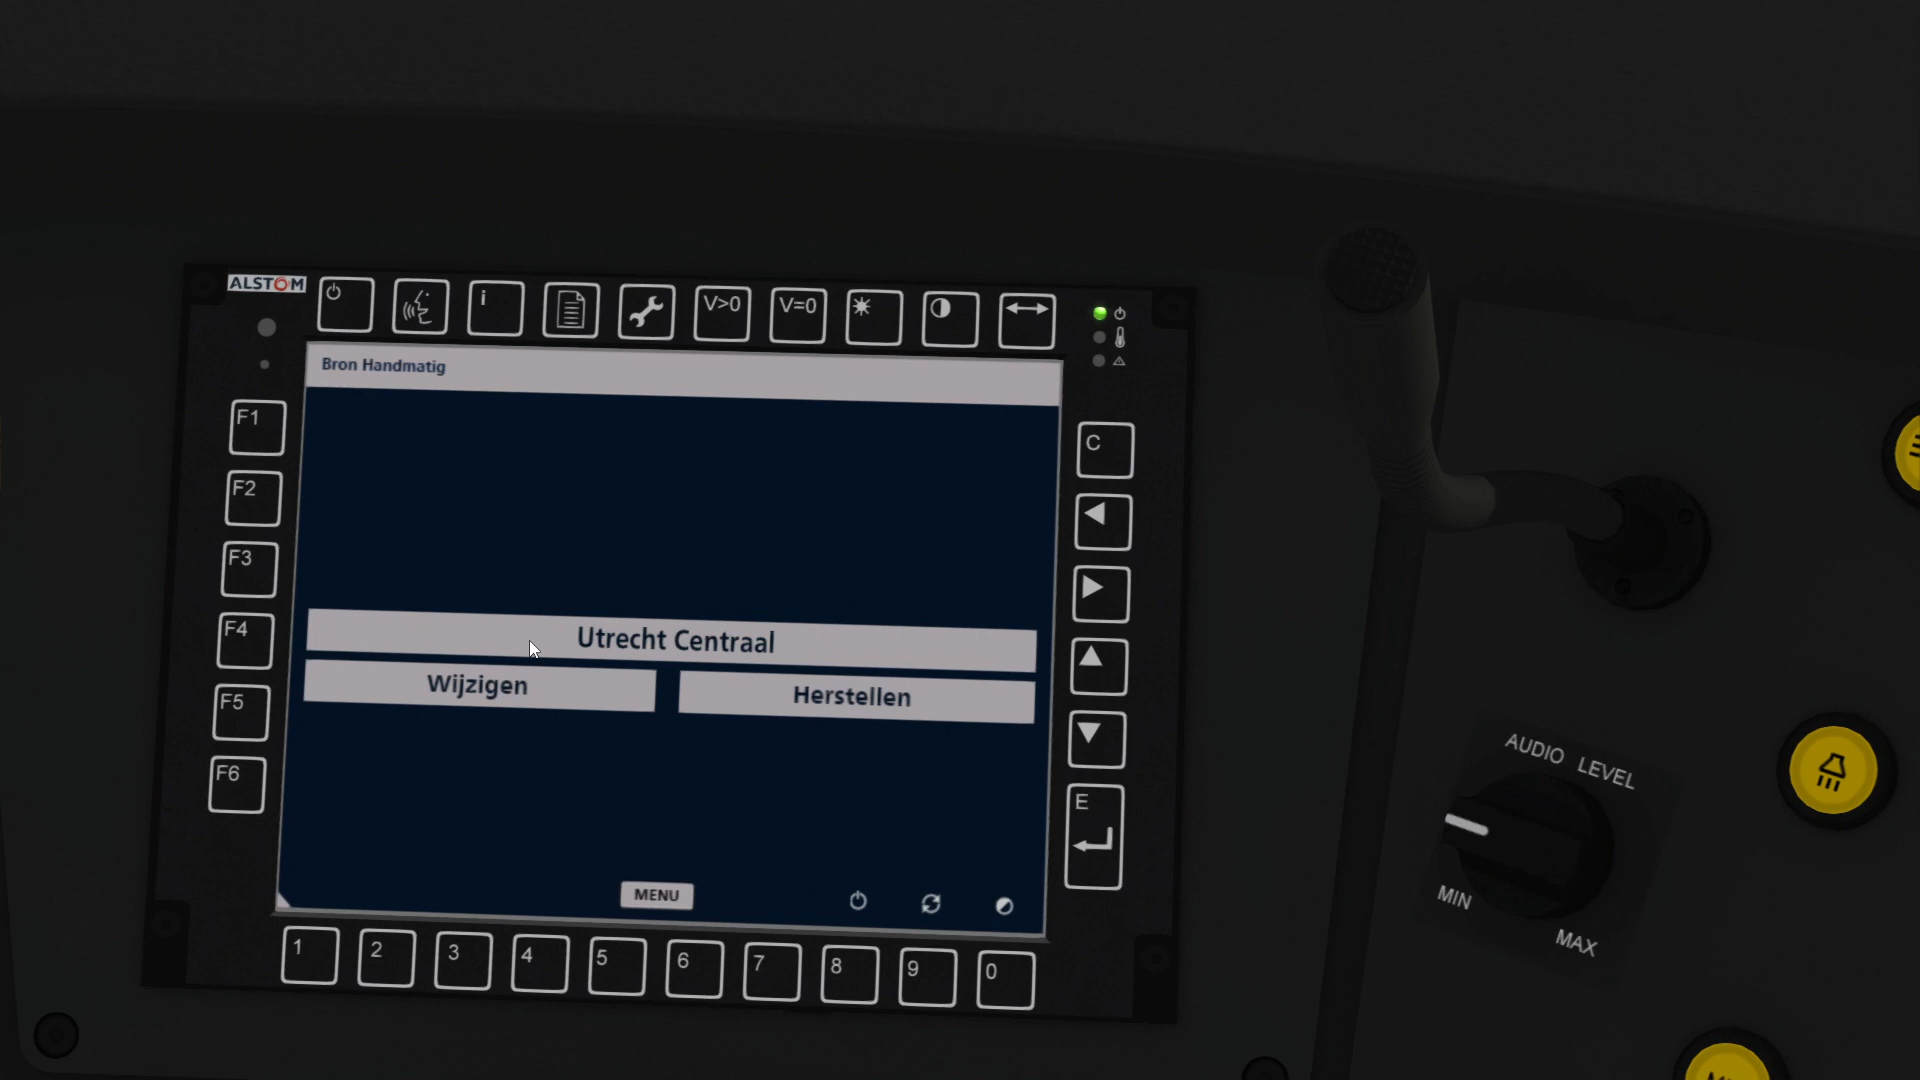 ALSTOM
i
V>0
V=0
Bron Handmatig
F1
F2
F3
F4
F5
F6
C
E
Utrecht Centraal
Wijzigen
Herstellen
MENU
1
2
3
4
5
6
7
8
9
0
AUDIO LEVEL
MIN
MAX